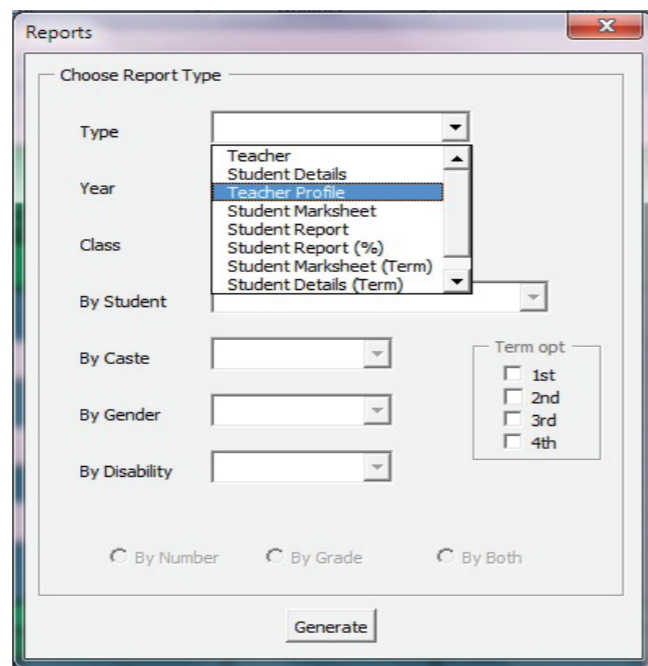 Reports
Choose Report Type
Type
Teacher
Student Details
Year
Teacher Profile
Student Marksheet
Student Report
Class
Student Report (%)
Student Marksheet (Term)
Student Details (Term)
By Student
By Caste
Term opt
1st
2nd
By Gender
3rd
4th
By Disability
By Number By Grade By Both
Generate